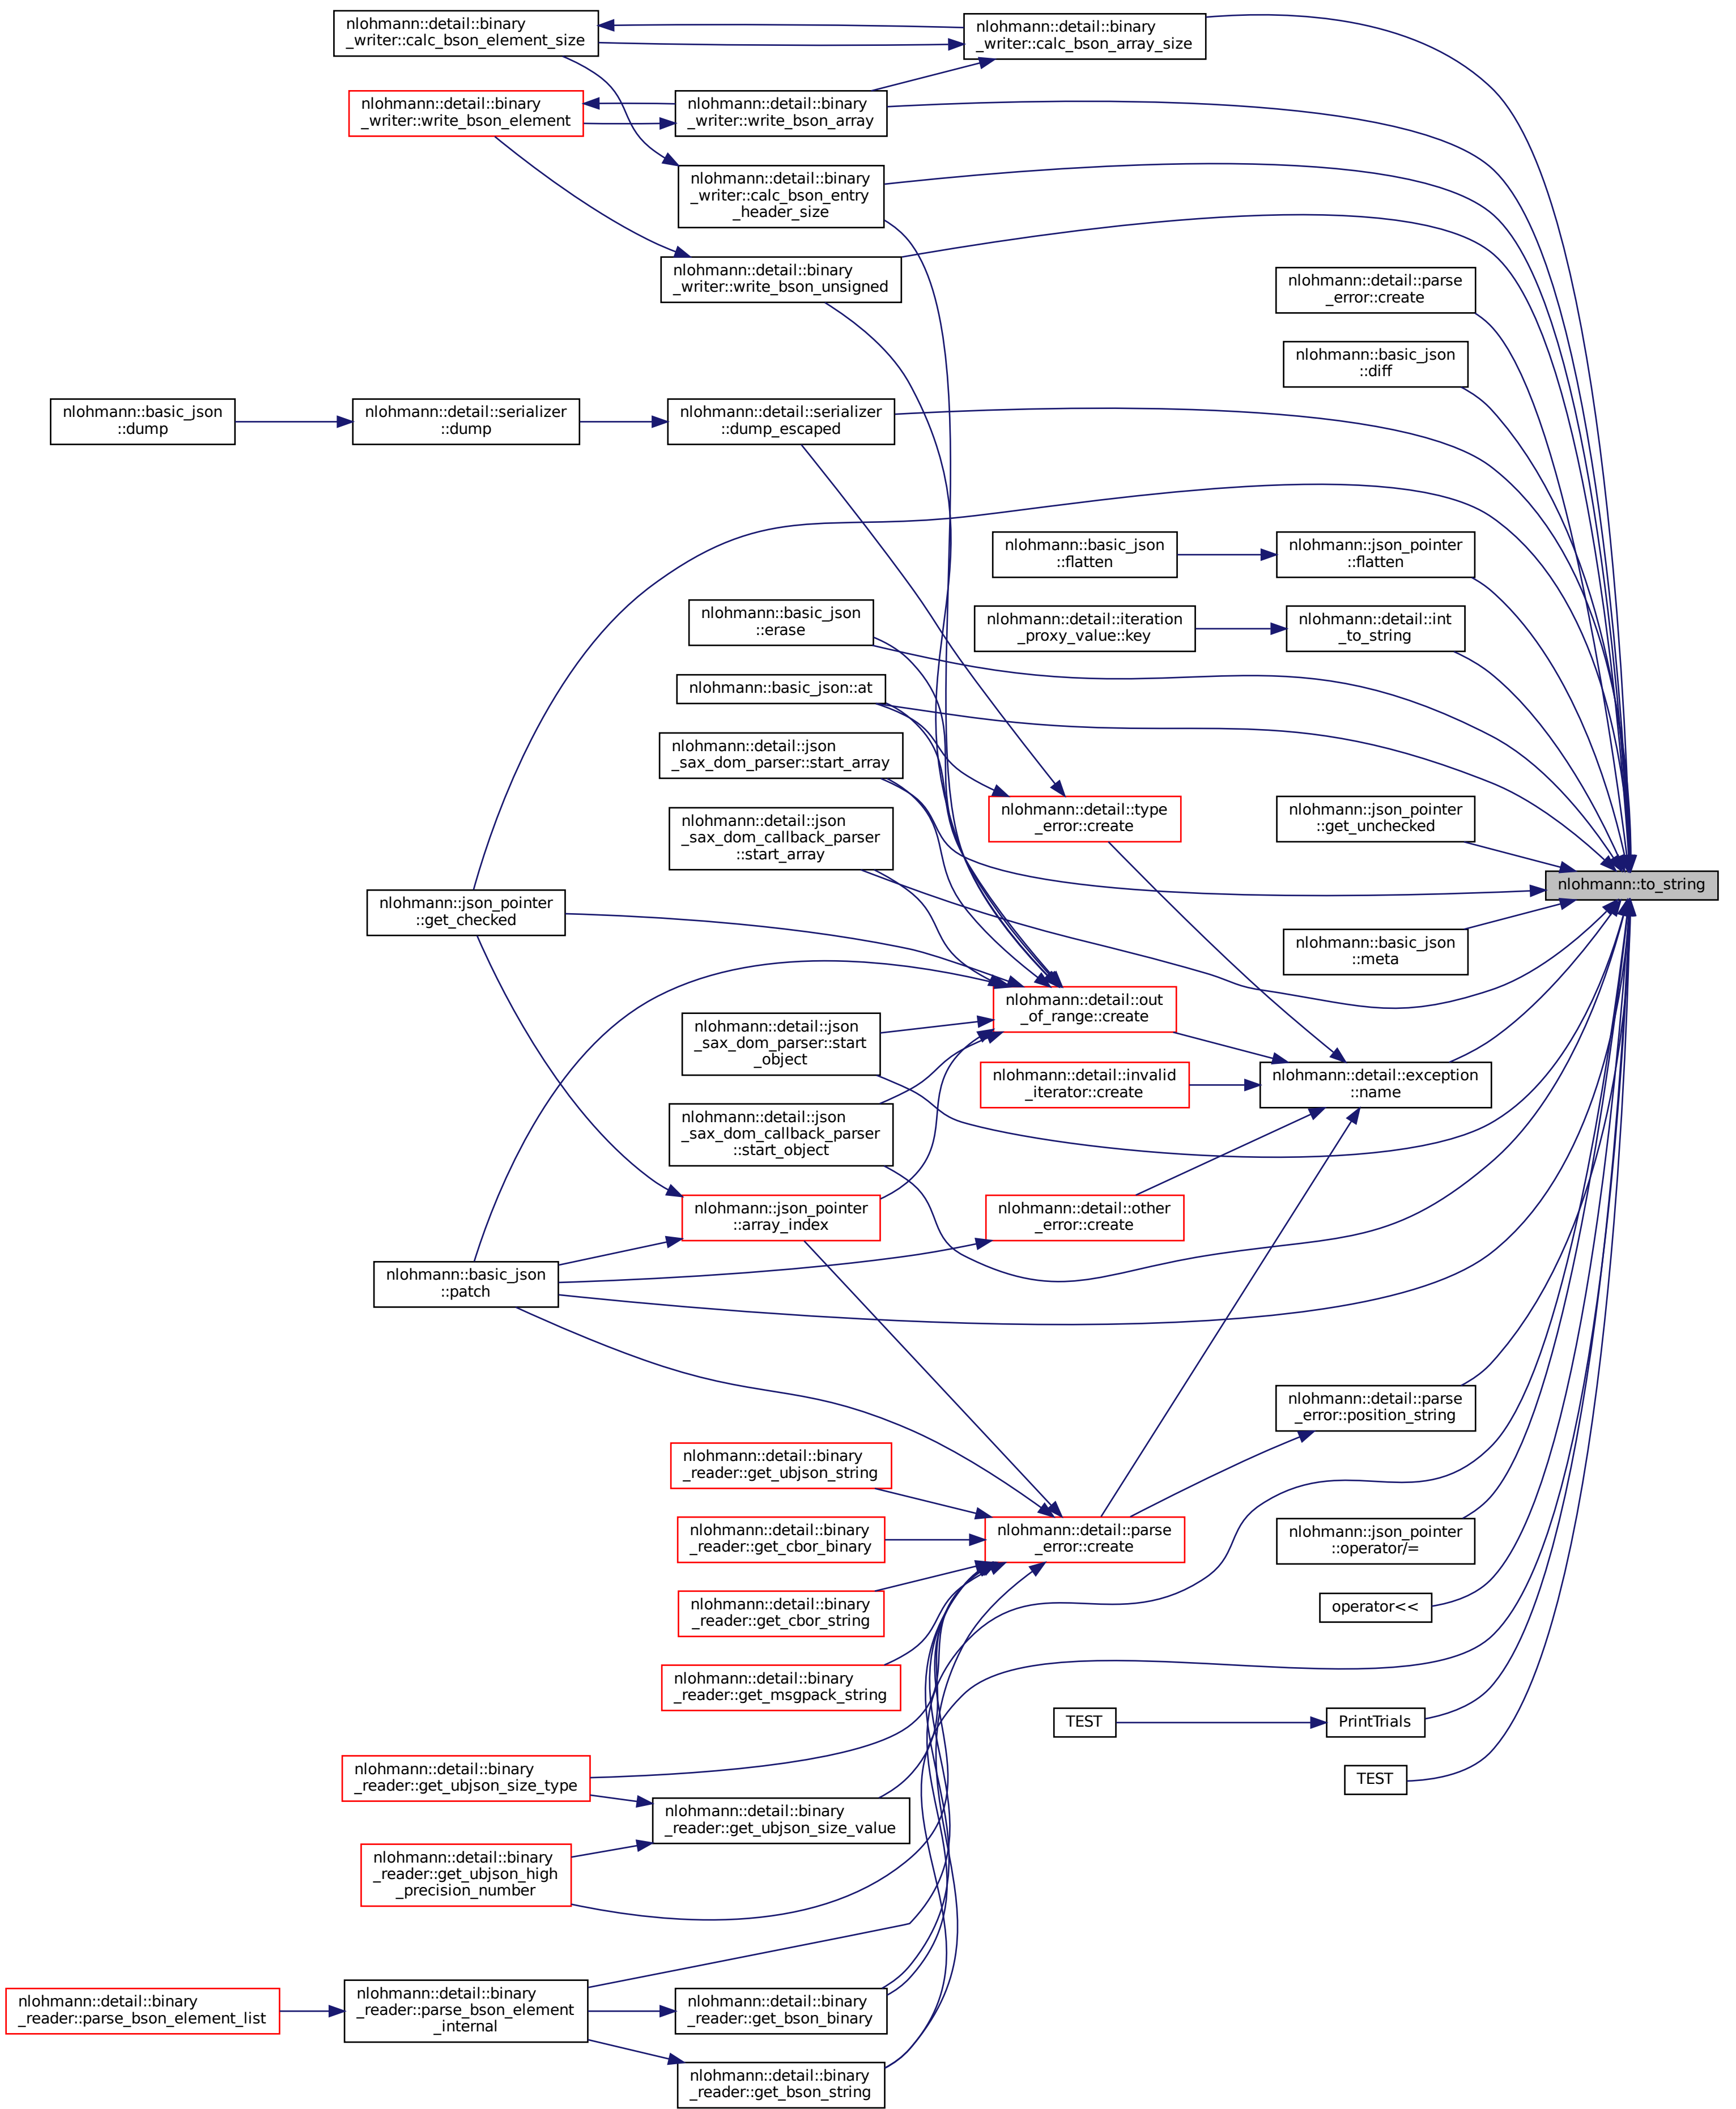 nlohmann::detail::binary
_writer::calc_bson_element_size
nlohmann::detail::binary
_writer::calc_bson_array_size
nlohmann::detail::binary
_writer::write_bson_element
nlohmann::detail::binary
_writer::write_bson_array
nlohmann::detail::binary
_writer::calc_bson_entry
_header_size
nlohmann::detail::binary
_writer::write_bson_unsigned
nlohmann::detail::parse
_error::create
nlohmann::basic_json
::diff
nlohmann::basic_json
::dump
nlohmann::detail::serializer
::dump
nlohmann::detail::serializer
::dump_escaped
nlohmann::basic_json
::flatten
nlohmann::json_pointer
::flatten
nlohmann::basic_json
::erase
nlohmann::detail::iteration
_proxy_value::key
nlohmann::detail::int
_to_string
nlohmann::basic_json::at
nlohmann::detail::json
_sax_dom_parser::start_array
nlohmann::detail::type
_error::create
nlohmann::json_pointer
::get_unchecked
nlohmann::detail::json
_sax_dom_callback_parser
::start_array
nlohmann::to_string
nlohmann::json_pointer
::get_checked
nlohmann::basic_json
::meta
nlohmann::detail::out
_of_range::create
nlohmann::detail::json
_sax_dom_parser::start
_object
nlohmann::detail::invalid
_iterator::create
nlohmann::detail::exception
::name
nlohmann::detail::json
_sax_dom_callback_parser
::start_object
nlohmann::json_pointer
::array_index
nlohmann::detail::other
_error::create
nlohmann::basic_json
::patch
nlohmann::detail::parse
_error::position_string
nlohmann::detail::binary
_reader::get_ubjson_string
nlohmann::detail::binary
_reader::get_cbor_binary
nlohmann::detail::parse
_error::create
nlohmann::json_pointer
::operator/=
nlohmann::detail::binary
_reader::get_cbor_string
operator<<
nlohmann::detail::binary
_reader::get_msgpack_string
TEST
PrintTrials
nlohmann::detail::binary
_reader::get_ubjson_size_type
TEST
nlohmann::detail::binary
_reader::get_ubjson_size_value
nlohmann::detail::binary
_reader::get_ubjson_high
_precision_number
nlohmann::detail::binary
_reader::parse_bson_element_list
nlohmann::detail::binary
_reader::parse_bson_element
_internal
nlohmann::detail::binary
_reader::get_bson_binary
nlohmann::detail::binary
_reader::get_bson_string